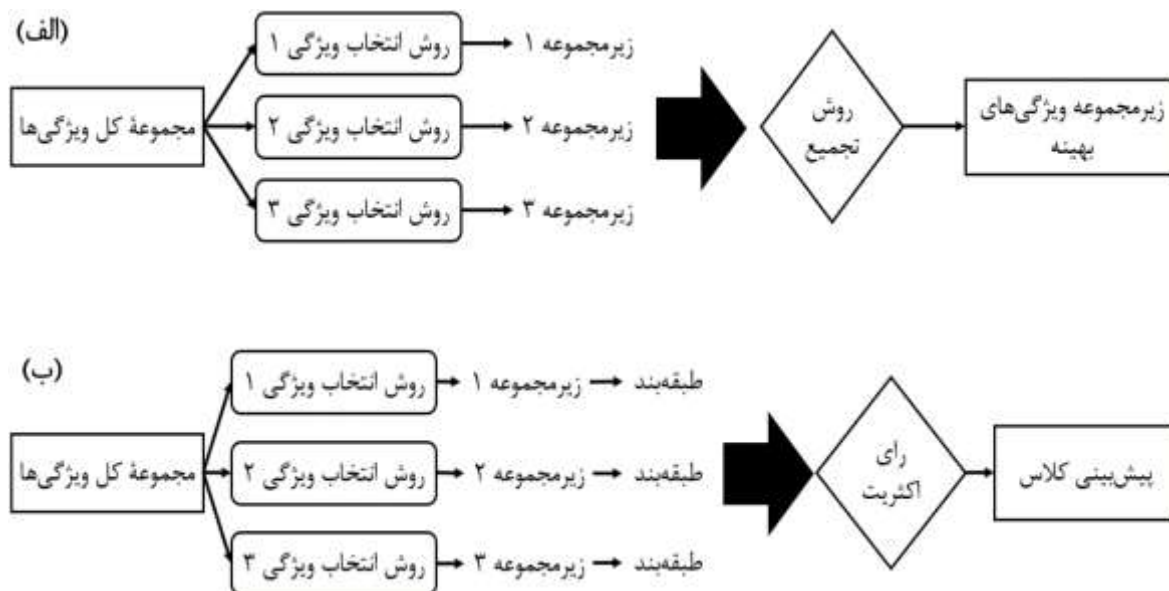 (الف)
مجموعهٔ کل ویژگی‌ها
روش انتخاب ویژگی ۱
زیرمجموعه ۱
روش انتخاب ویژگی ۲
زیرمجموعه ۲
روش انتخاب ویژگی ۳
زیرمجموعه ۳
روش
تجمیع
زیرمجموعه ویژگی‌های
بهینه
(ب)
مجموعهٔ کل ویژگی‌ها
روش انتخاب ویژگی ۱
زیرمجموعه ۱
طبقه‌بند
روش انتخاب ویژگی ۲
زیرمجموعه ۲
طبقه‌بند
روش انتخاب ویژگی ۳
زیرمجموعه ۳
طبقه‌بند
رای
اکثریت
پیش‌بینی کلاس